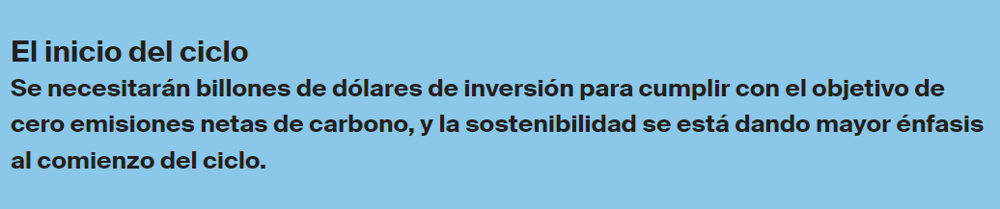 El inicio del ciclo
Se necesitarán billones de dólares de inversión para cumplir con el objetivo de
cero emisiones netas de carbono, y la sostenibilidad se está dando mayor énfasis
al comienzo del ciclo.